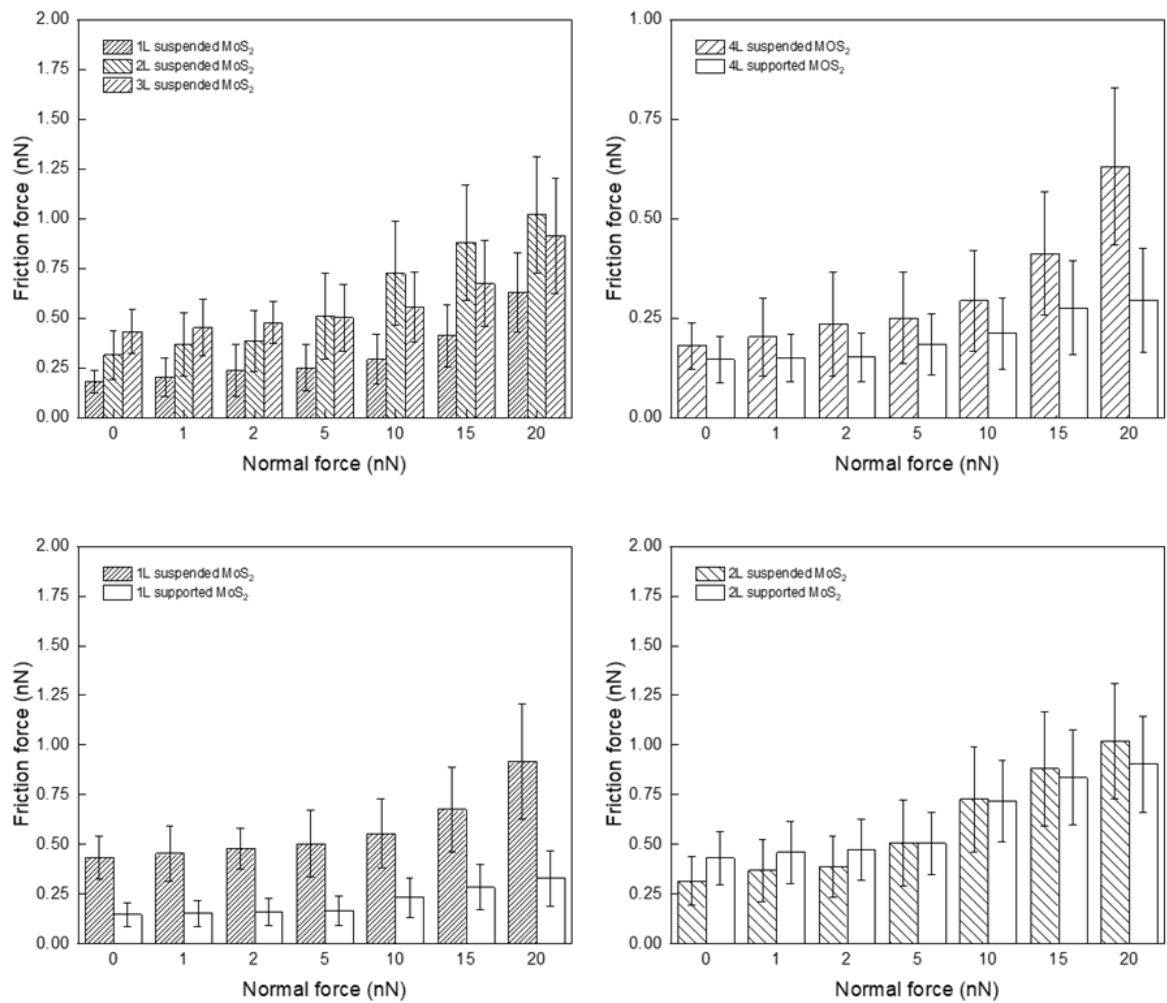 2.00
1.75
1.50
1.25
1.00
0.75
0.50
0.25
0.00
Friction force (nN)
1L suspended MoS₂
2L suspended MoS₂
3L suspended MoS₂
0 1 2 5 10 15 20
Normal force (nN)
1.00
0.75
0.50
0.25
0.00
Friction force (nN)
4L suspended MOS₂
4L supported MOS₂
0 1 2 5 10 15 20
Normal force (nN)
2.00
1.75
1.50
1.25
1.00
0.75
0.50
0.25
0.00
Friction force (nN)
1L suspended MoS₂
1L supported MoS₂
0 1 2 5 10 15 20
Normal force (nN)
2.00
1.75
1.50
1.25
1.00
0.75
0.50
0.25
0.00
Friction force (nN)
2L suspended MoS₂
2L supported MoS₂
0 1 2 5 10 15 20
Normal force (nN)